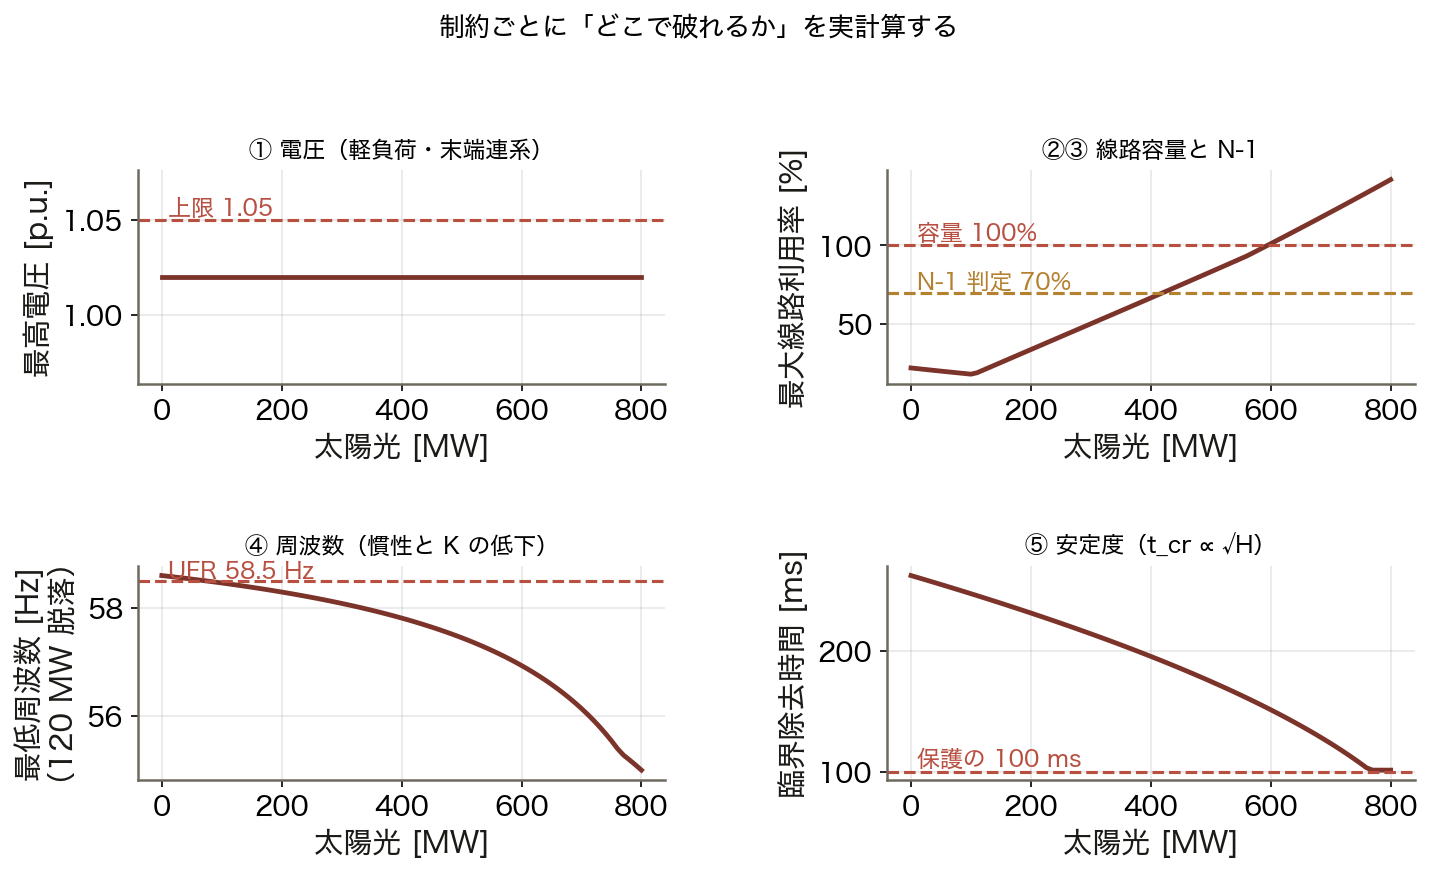 制約ごとに「どこで破れるか」を実計算する
① 電圧（軽負荷・末端連系）
最高電圧 [p.u.]
1.05
1.00
上限 1.05
0 200 400 600 800
太陽光 [MW]
②③ 線路容量と N-1
最大線路利用率 [%]
100
50
容量 100%
N-1 判定 70%
0 200 400 600 800
太陽光 [MW]
④ 周波数（慣性と K の低下）
最低周波数 [Hz]
（120 MW 脱落）
58
56
UFR 58.5 Hz
0 200 400 600 800
太陽光 [MW]
⑤ 安定度（t_cr ∝ √H）
臨界除去時間 [ms]
200
100
保護の 100 ms
0 200 400 600 800
太陽光 [MW]